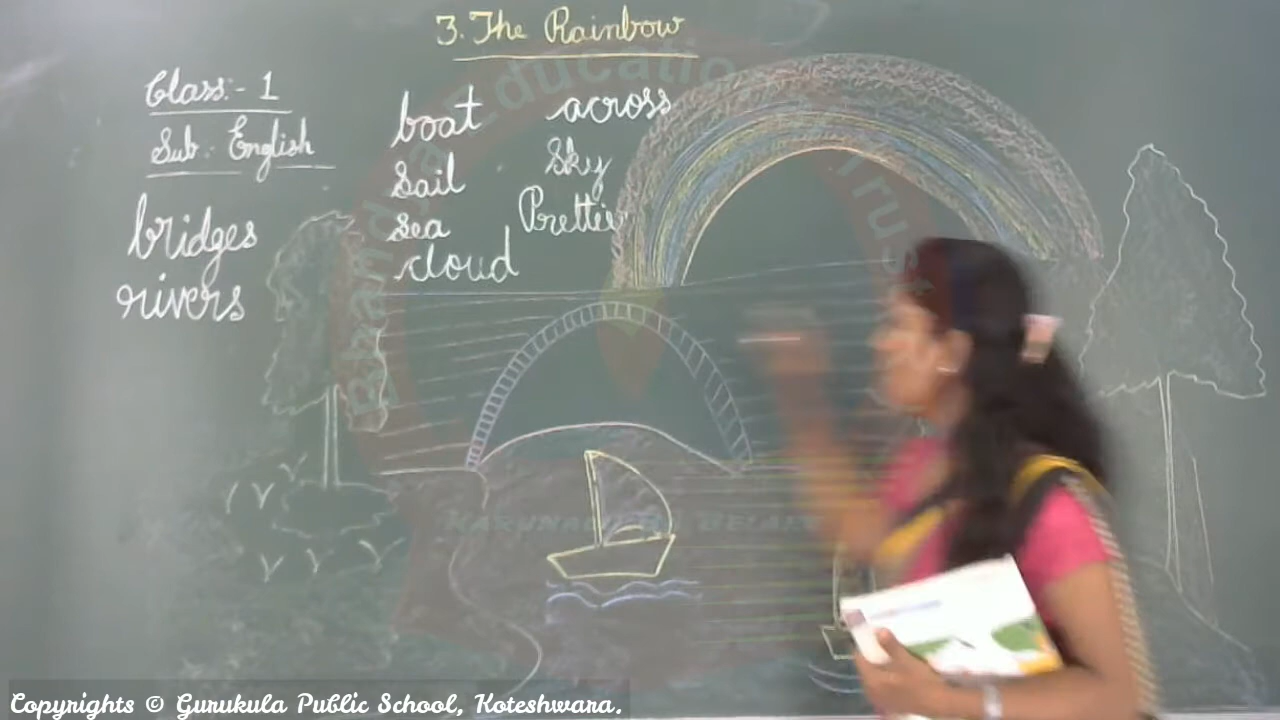 3. The Rainbow
Class:- 1
Sub:- English
bridges
rivers
boat
Sail
Sea
cloud
across
Sky
Copyrights © Gurukula Public School, Koteshwara.